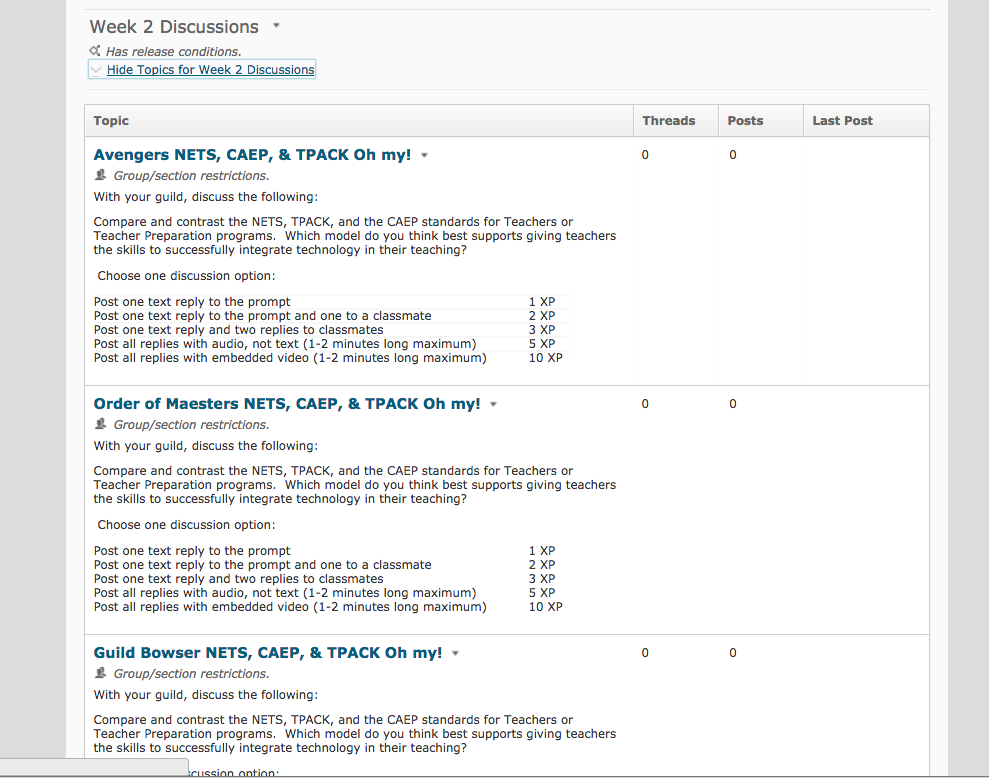 Week 2 Discussions
Has release conditions.
Hide Topics for Week 2 Discussions
Topic Threads Posts Last Post
Avengers NETS, CAEP, & TPACK Oh my! 0 0
Group/section restrictions.
With your guild, discuss the following:
Compare and contrast the NETS, TPACK, and the CAEP standards for Teachers or
Teacher Preparation programs.  Which model do you think best supports giving teachers
the skills to successfully integrate technology in their teaching?
Choose one discussion option:
Post one text reply to the prompt 1 XP
Post one text reply to the prompt and one to a classmate 2 XP
Post one text reply and two replies to classmates 3 XP
Post all replies with audio, not text (1-2 minutes long maximum) 5 XP
Post all replies with embedded video (1-2 minutes long maximum) 10 XP
Order of Maesters NETS, CAEP, & TPACK Oh my! 0 0
Group/section restrictions.
With your guild, discuss the following:
Compare and contrast the NETS, TPACK, and the CAEP standards for Teachers or
Teacher Preparation programs.  Which model do you think best supports giving teachers
the skills to successfully integrate technology in their teaching?
Choose one discussion option:
Post one text reply to the prompt 1 XP
Post one text reply to the prompt and one to a classmate 2 XP
Post one text reply and two replies to classmates 3 XP
Post all replies with audio, not text (1-2 minutes long maximum) 5 XP
Post all replies with embedded video (1-2 minutes long maximum) 10 XP
Guild Bowser NETS, CAEP, & TPACK Oh my! 0 0
Group/section restrictions.
With your guild, discuss the following:
Compare and contrast the NETS, TPACK, and the CAEP standards for Teachers or
Teacher Preparation programs.  Which model do you think best supports giving teachers
the skills to successfully integrate technology in their teaching?
cussion option: